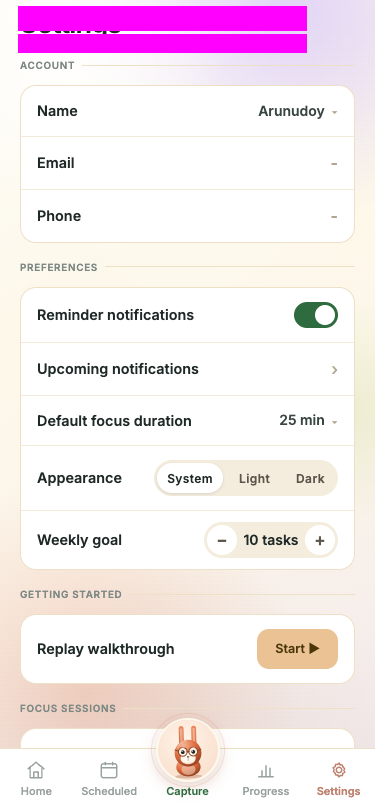 ACCOUNT
Name Arunudoy
Email -
Phone -
PREFERENCES
Reminder notifications
Upcoming notifications ›
Default focus duration 25 min
Appearance System Light Dark
Weekly goal − 10 tasks +
GETTING STARTED
Replay walkthrough Start ▶
FOCUS SESSIONS
Home Scheduled Capture Progress Settings